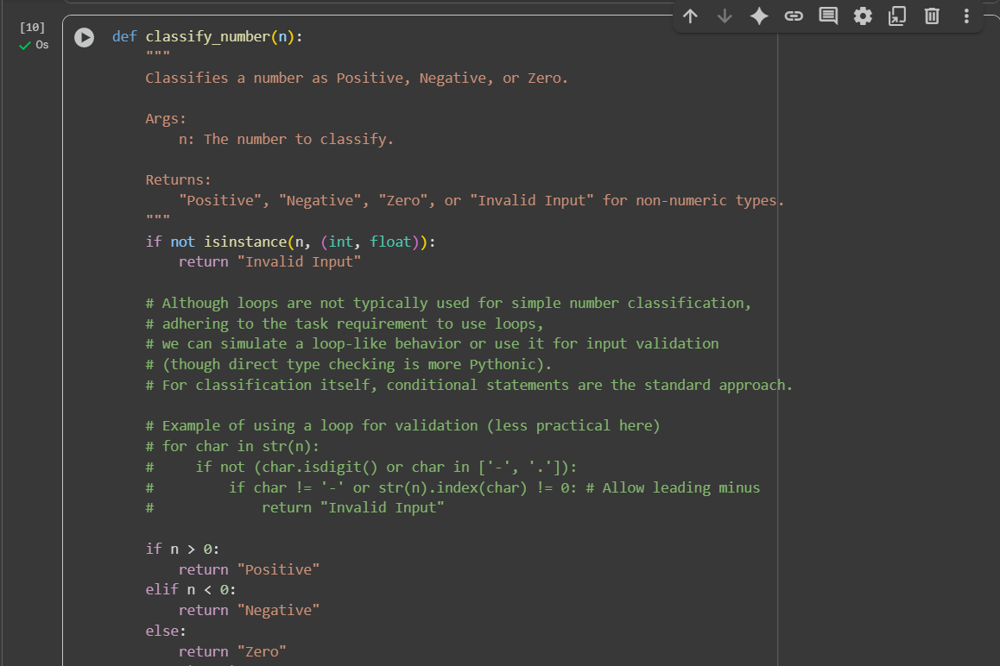 [10]
0s
def classify_number(n):
    """
    Classifies a number as Positive, Negative, or Zero.

    Args:
        n: The number to classify.

    Returns:
        "Positive", "Negative", "Zero", or "Invalid Input" for non-numeric types.
    """
    if not isinstance(n, (int, float)):
        return "Invalid Input"

    # Although loops are not typically used for simple number classification,
    # adhering to the task requirement to use loops,
    # we can simulate a loop-like behavior or use it for input validation
    # (though direct type checking is more Pythonic).
    # For classification itself, conditional statements are the standard approach.

    # Example of using a loop for validation (less practical here)
    # for char in str(n):
    #     if not (char.isdigit() or char in ['-', '.']):
    #         if char != '-' or str(n).index(char) != 0: # Allow leading minus
    #             return "Invalid Input"

    if n > 0:
        return "Positive"
    elif n < 0:
        return "Negative"
    else:
        return "Zero"